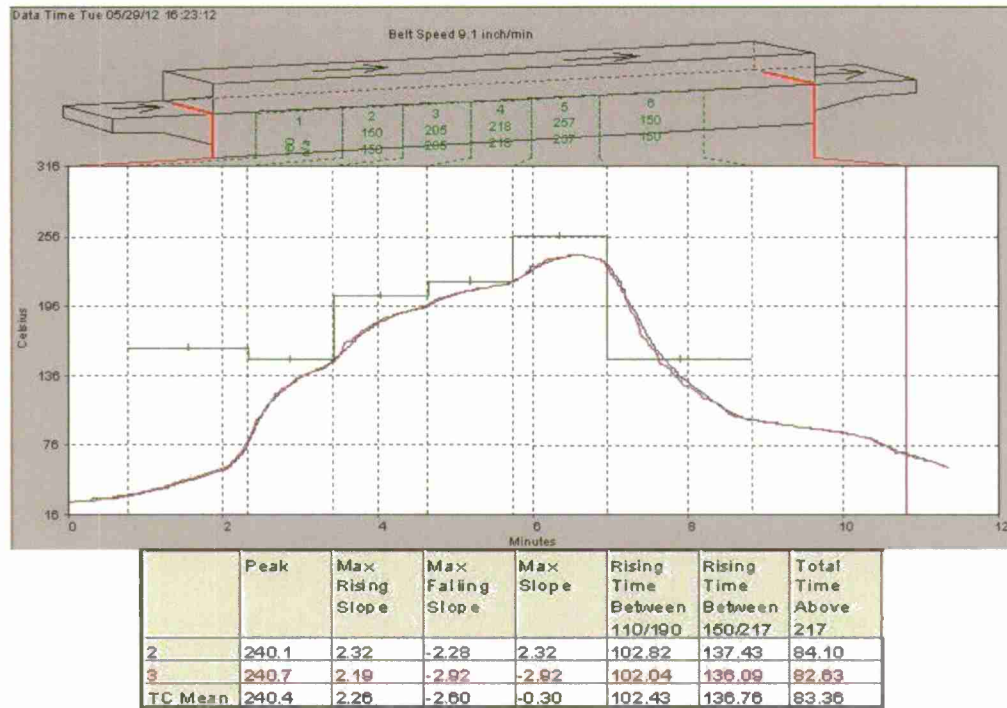 Data Time Tue 05/29/12 16:23:12
Belt Speed 9.1 inch/min
1 2 3 4 5 6
150 205 218 257 150
150 205 218 257 150
316
256
196
136
76
16
Celsius
0 2 4 6 8 10 12
Minutes
Peak Max Rising Slope Max Falling Slope Max Slope Rising Time Between 110/190 Rising Time Between 150/217 Total Time Above 217
2 240.1 2.32 -2.28 2.32 102.82 137.43 84.10
3 240.7 2.19 -2.92 -2.92 102.04 136.09 82.63
TC Mean 240.4 2.26 -2.60 -0.30 102.43 136.76 83.36